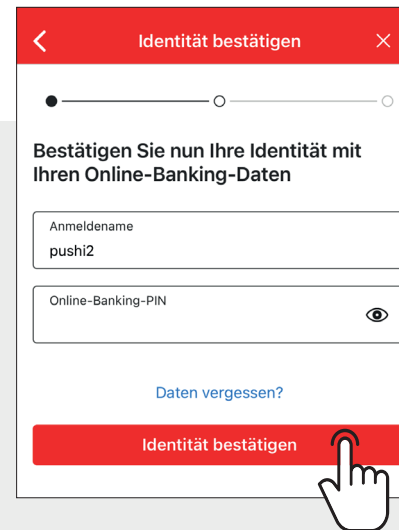 Identität bestätigen
Bestätigen Sie nun Ihre Identität mit
Ihren Online-Banking-Daten
Anmeldename
pushi2
Online-Banking-PIN
Daten vergessen?
Identität bestätigen